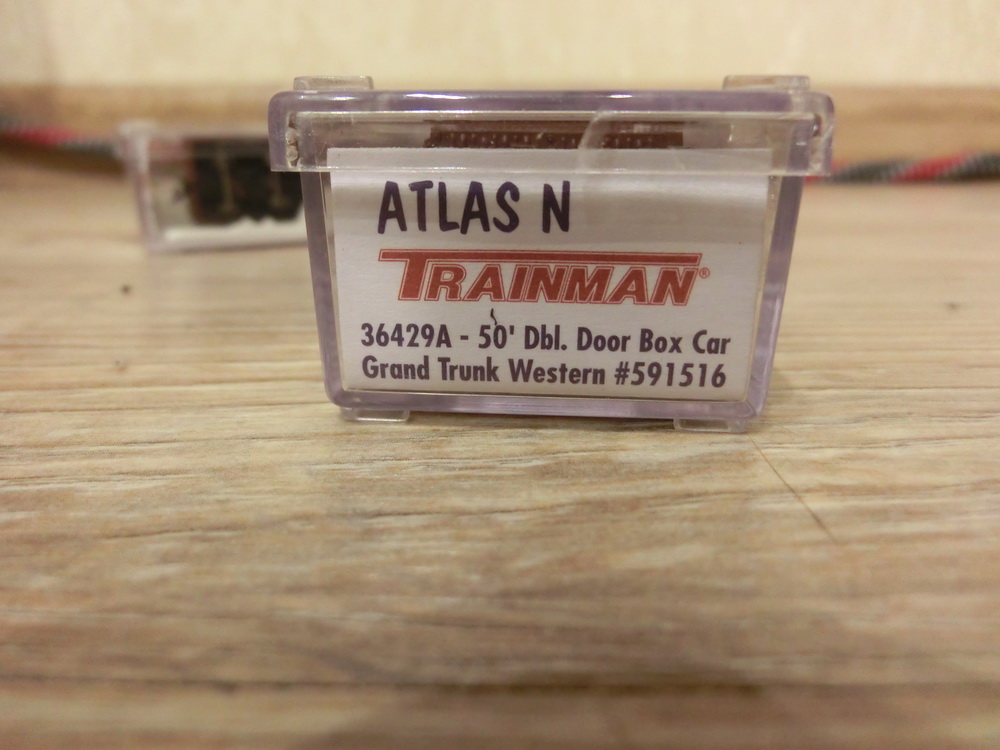 ATLAS N
TRAINMAN®
36429A - 50' Dbl. Door Box Car
Grand Trunk Western #591516